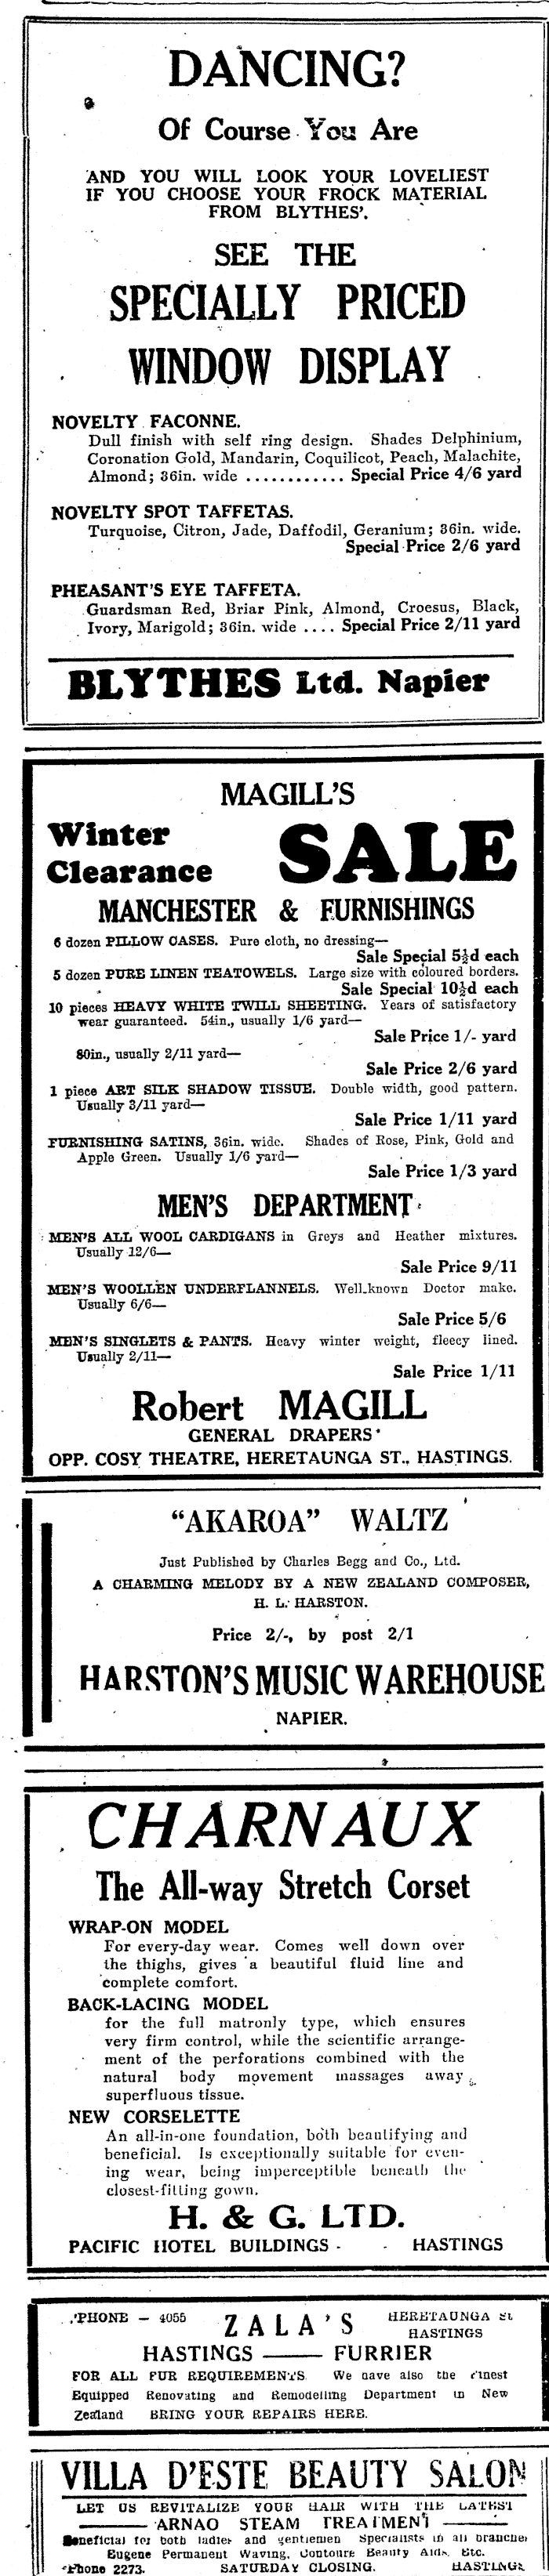 DANCING?
Of Course You Are
AND YOU WILL LOOK YOUR LOVELIEST
IF YOU CHOOSE YOUR FROCK MATERIAL
FROM BLYTHES'.
SEE THE
SPECIALLY PRICED
WINDOW DISPLAY
NOVELTY FACONNE.
Dull finish with self ring design. Shades Delphinium,
Coronation Gold, Mandarin, Coquilicot, Peach, Malachite,
Almond; 36in. wide ............ Special Price 4/6 yard
NOVELTY SPOT TAFFETAS.
Turquoise, Citron, Jade, Daffodil, Geranium; 36in. wide.
Special Price 2/6 yard
PHEASANT'S EYE TAFFETA.
Guardsman Red, Briar Pink, Almond, Croesus, Black,
Ivory, Marigold; 36in. wide .... Special Price 2/11 yard
BLYTHES Ltd. Napier
MAGILL'S
Winter Clearance SALE
MANCHESTER & FURNISHINGS
6 dozen PILLOW CASES. Pure cloth, no dressing—
Sale Special 5½d each
5 dozen PURE LINEN TEATOWELS. Large size with coloured borders.
Sale Special 10½d each
10 pieces HEAVY WHITE TWILL SHEETING. Years of satisfactory
wear guaranteed. 54in., usually 1/6 yard—
Sale Price 1/- yard
80in., usually 2/11 yard—
Sale Price 2/6 yard
1 piece ART SILK SHADOW TISSUE. Double width, good pattern.
Usually 3/11 yard—
Sale Price 1/11 yard
FURNISHING SATINS, 36in. wide. Shades of Rose, Pink, Gold and
Apple Green. Usually 1/6 yard—
Sale Price 1/3 yard
MEN'S DEPARTMENT
MEN'S ALL WOOL CARDIGANS in Greys and Heather mixtures.
Usually 12/6—
Sale Price 9/11
MEN'S WOOLLEN UNDERFLANNELS. Well-known Doctor make.
Usually 6/6—
Sale Price 5/6
MEN'S SINGLETS & PANTS. Heavy winter weight, fleecy lined.
Usually 2/11—
Sale Price 1/11
Robert MAGILL
GENERAL DRAPERS
OPP. COSY THEATRE, HERETAUNGA ST., HASTINGS.
"AKAROA" WALTZ
Just Published by Charles Begg and Co., Ltd.
A CHARMING MELODY BY A NEW ZEALAND COMPOSER,
H. L. HARSTON.
Price 2/-, by post 2/1
HARSTON'S MUSIC WAREHOUSE
NAPIER.
CHARNAUX
The All-way Stretch Corset
WRAP-ON MODEL
For every-day wear. Comes well down over
the thighs, gives a beautiful fluid line and
complete comfort.
BACK-LACING MODEL
for the full matronly type, which ensures
very firm control, while the scientific arrange-
ment of the perforations combined with the
natural body movement massages away
superfluous tissue.
NEW CORSELETTE
An all-in-one foundation, both beautifying and
beneficial. Is exceptionally suitable for even-
ing wear, being imperceptible beneath the
closest-fitting gown.
H. & G. LTD.
PACIFIC HOTEL BUILDINGS - - HASTINGS
'PHONE — 4055 ZALA'S HERETAUNGA St.
HASTINGS
HASTINGS —— FURRIER
FOR ALL FUR REQUIREMENTS. We have also the finest
Equipped Renovating and Remodelling Department in New
Zealand BRING YOUR REPAIRS HERE.
VILLA D'ESTE BEAUTY SALON
LET US REVITALIZE YOUR HAIR WITH THE LATEST
—— ARNAO STEAM TREATMENT ——
Beneficial for both ladies and gentlemen Specialists in all branches
Eugene Permanent Waving, Contoure Beauty Aids, Etc.
'Phone 2273. SATURDAY CLOSING. HASTINGS